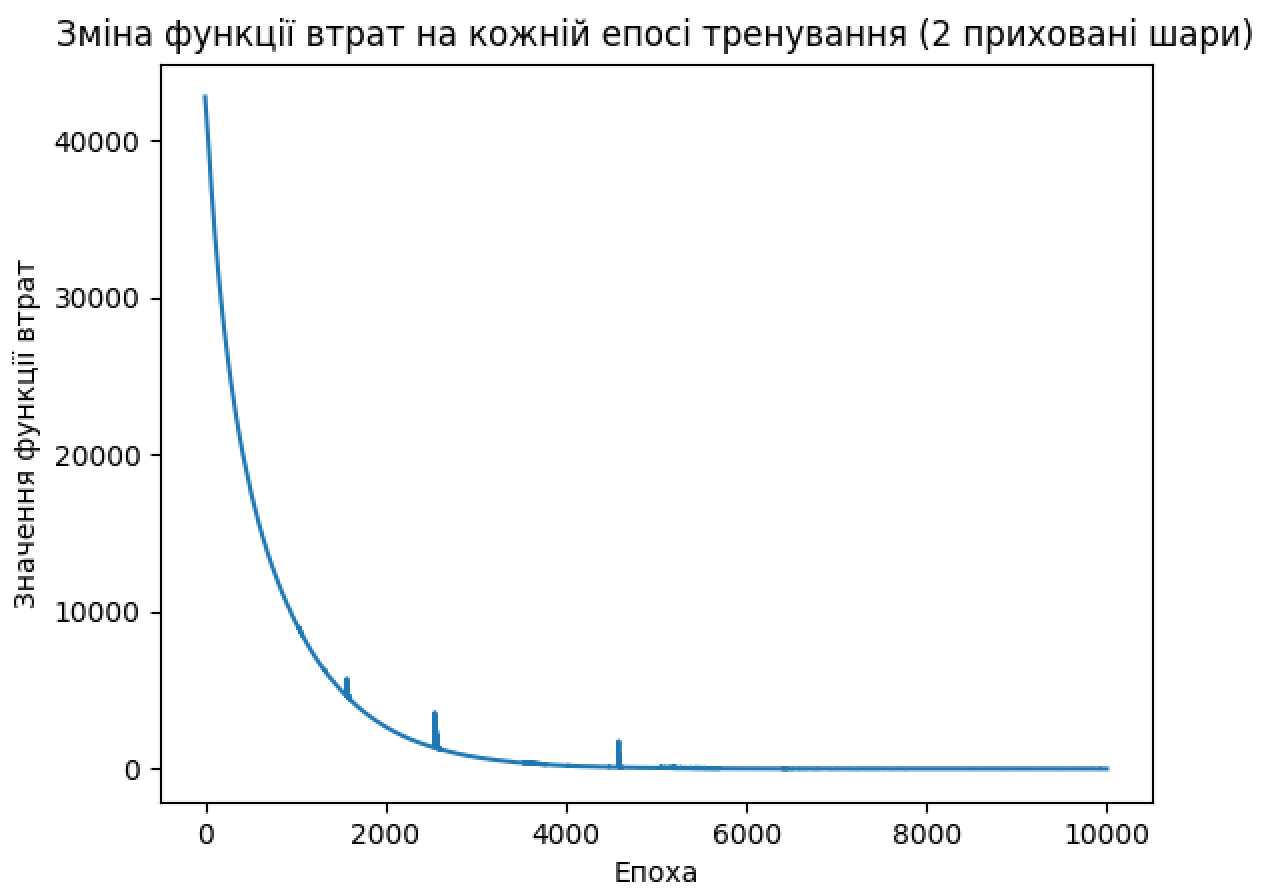 Зміна функції втрат на кожній епосі тренування (2 приховані шари)
Значення функції втрат
40000
30000
20000
10000
0
0 2000 4000 6000 8000 10000
Епоха